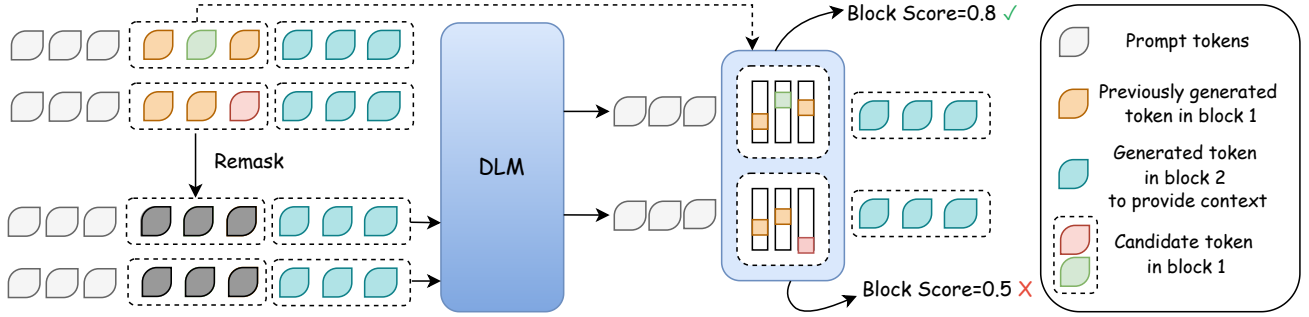 Block Score=0.8 ✓
Remask
DLM
Block Score=0.5 X
Prompt tokens
Previously generated
token in block 1
Generated token
in block 2
to provide context
Candidate token
in block 1